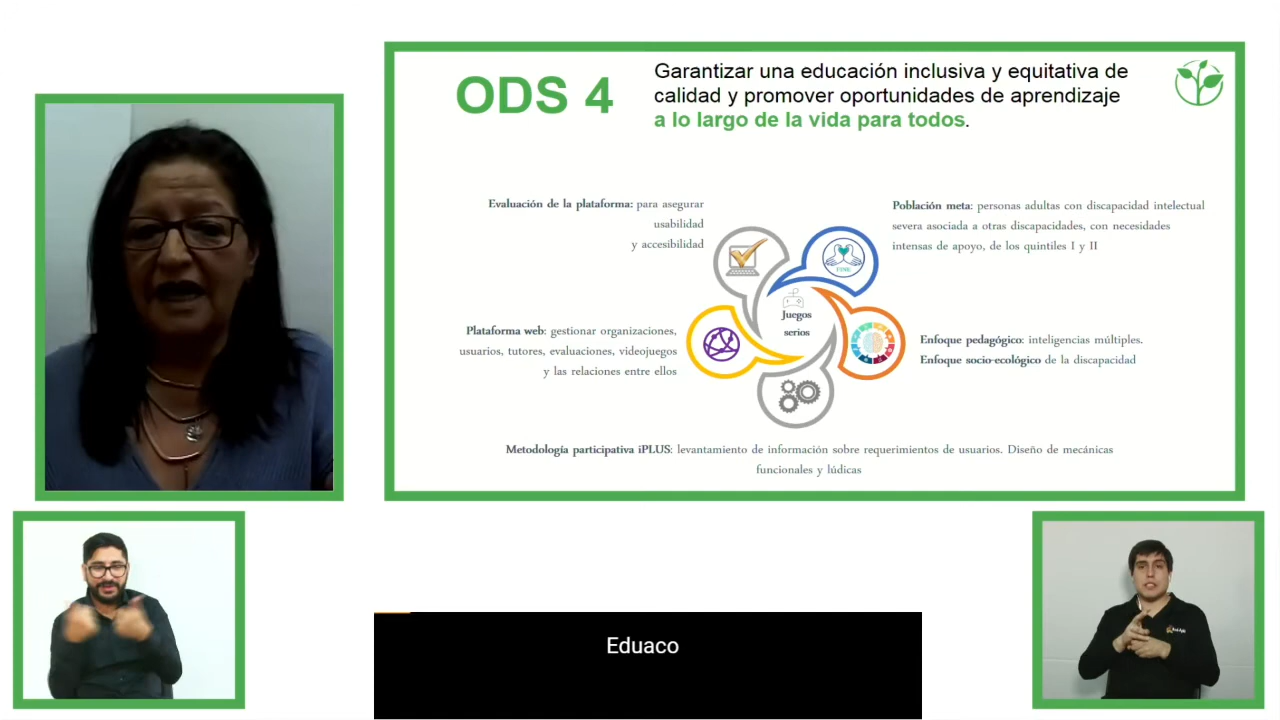 ODS 4
Garantizar una educación inclusiva y equitativa de
calidad y promover oportunidades de aprendizaje
a lo largo de la vida para todos.
Evaluación de la plataforma: para asegurar
usabilidad
y accesibilidad
Población meta: personas adultas con discapacidad intelectual
severa asociada a otras discapacidades, con necesidades
intensas de apoyo, de los quintiles I y II
Juegos
serios
Plataforma web: gestionar organizaciones,
usuarios, tutores, evaluaciones, videojuegos
y las relaciones entre ellos
Enfoque pedagógico: inteligencias múltiples.
Enfoque socio-ecológico de la discapacidad
Metodología participativa iPLUS: levantamiento de información sobre requerimientos de usuarios. Diseño de mecánicas
funcionales y lúdicas
Eduaco